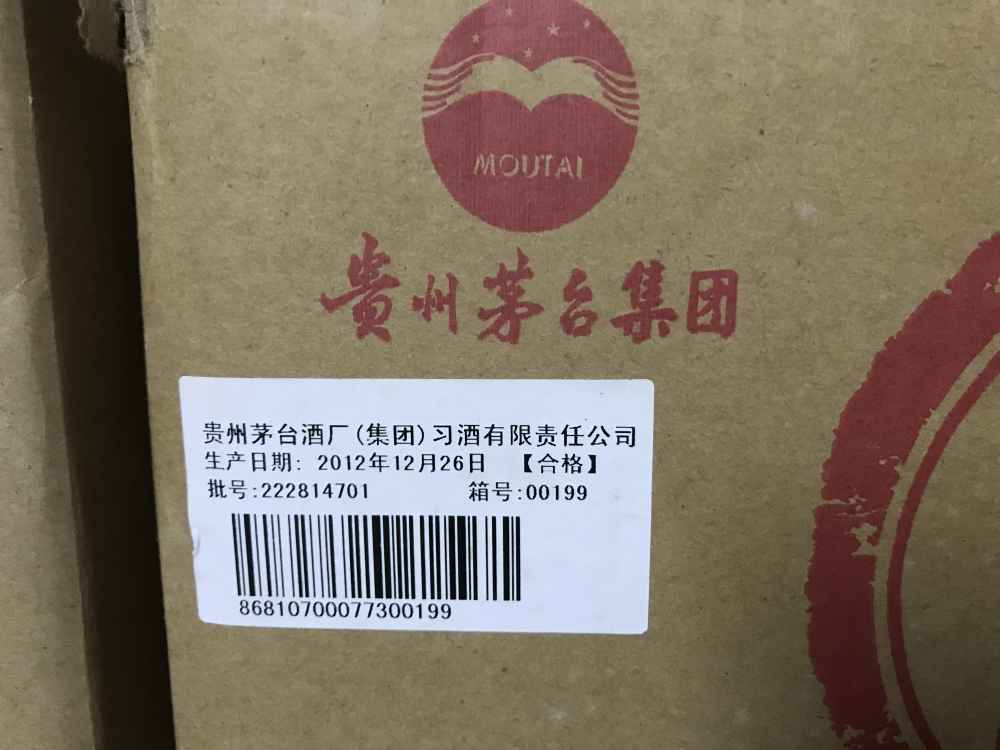 MOUTAI
贵州茅台集团
贵州茅台酒厂(集团)习酒有限责任公司
生产日期: 2012年12月26日 【合格】
批号:222814701 箱号:00199
86810700077300199